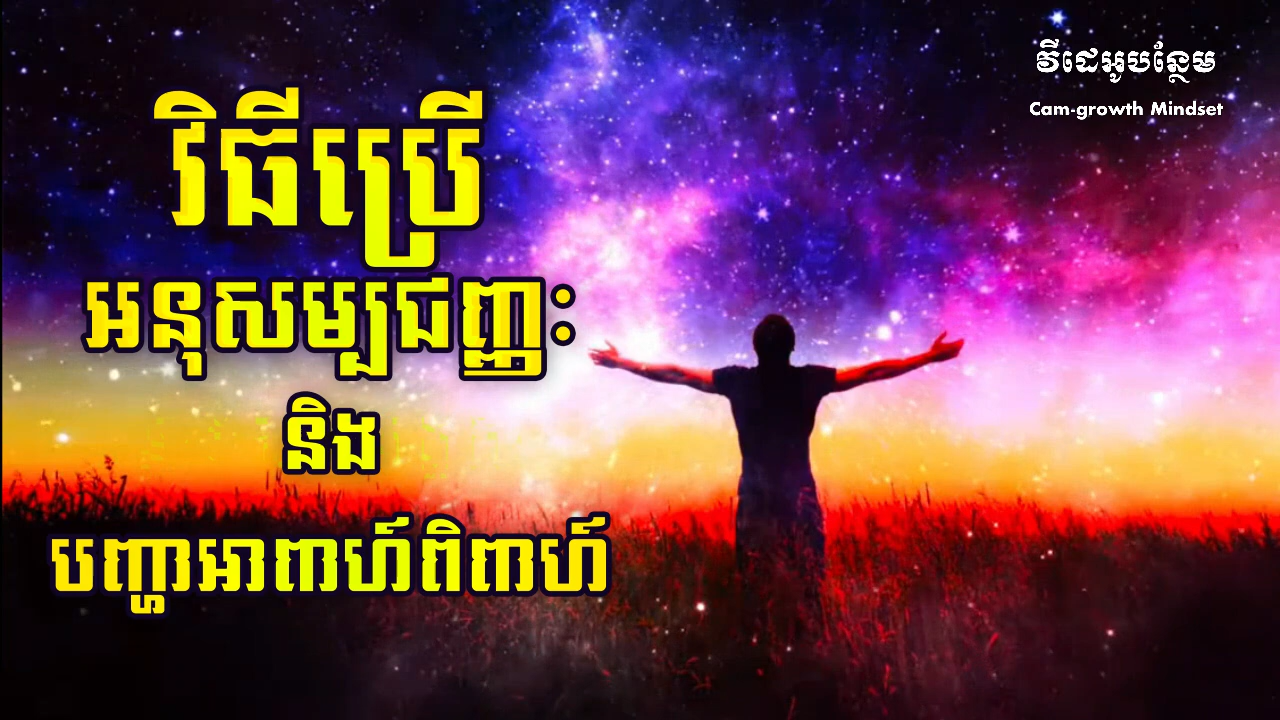 វិធីប្រើ
អនុសម្បជញ្ញៈ
និង
បញ្ហាអាពាហ៍ពិពាហ៍
វីដេអូបន្ថែម
Cam-growth Mindset